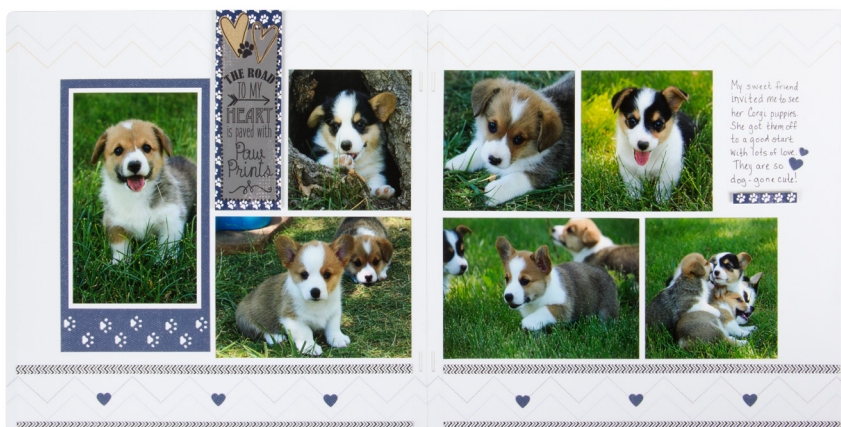 THE ROAD
TO MY
HEART
is paved with
Paw
Prints
My sweet friend
invited me to see
her Corgi puppies.
She got them off
to a good start
with lots of love.
They are so
dog-gone cute!